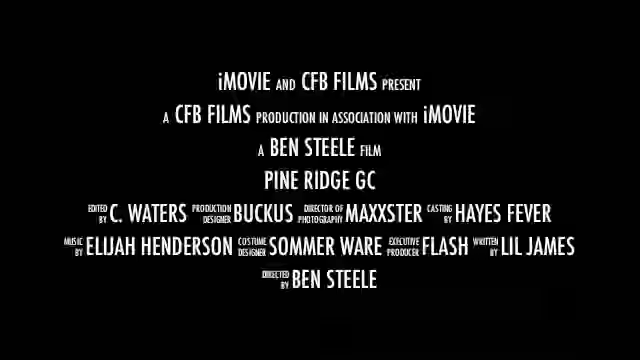 iMOVIE AND CFB FILMS PRESENT
A CFB FILMS PRODUCTION IN ASSOCIATION WITH iMOVIE
A BEN STEELE FILM
PINE RIDGE GC
EDITED BY C. WATERS PRODUCTION DESIGNER BUCKUS DIRECTOR OF PHOTOGRAPHY MAXXSTER CASTING BY HAYES FEVER
MUSIC BY ELIJAH HENDERSON COSTUME DESIGNER SOMMER WARE EXECUTIVE PRODUCER FLASH WRITTEN BY LIL JAMES
DIRECTED BY BEN STEELE